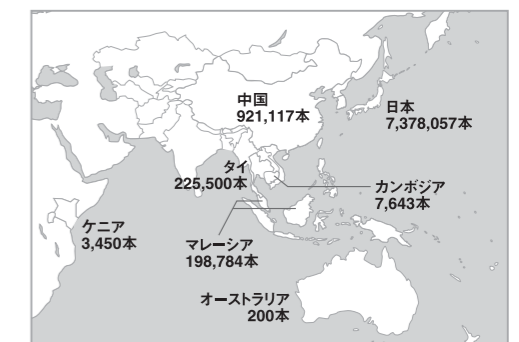 中国
921,117本
日本
7,378,057本
タイ
225,500本
カンボジア
7,643本
ケニア
3,450本
マレーシア
198,784本
オーストラリア
200本